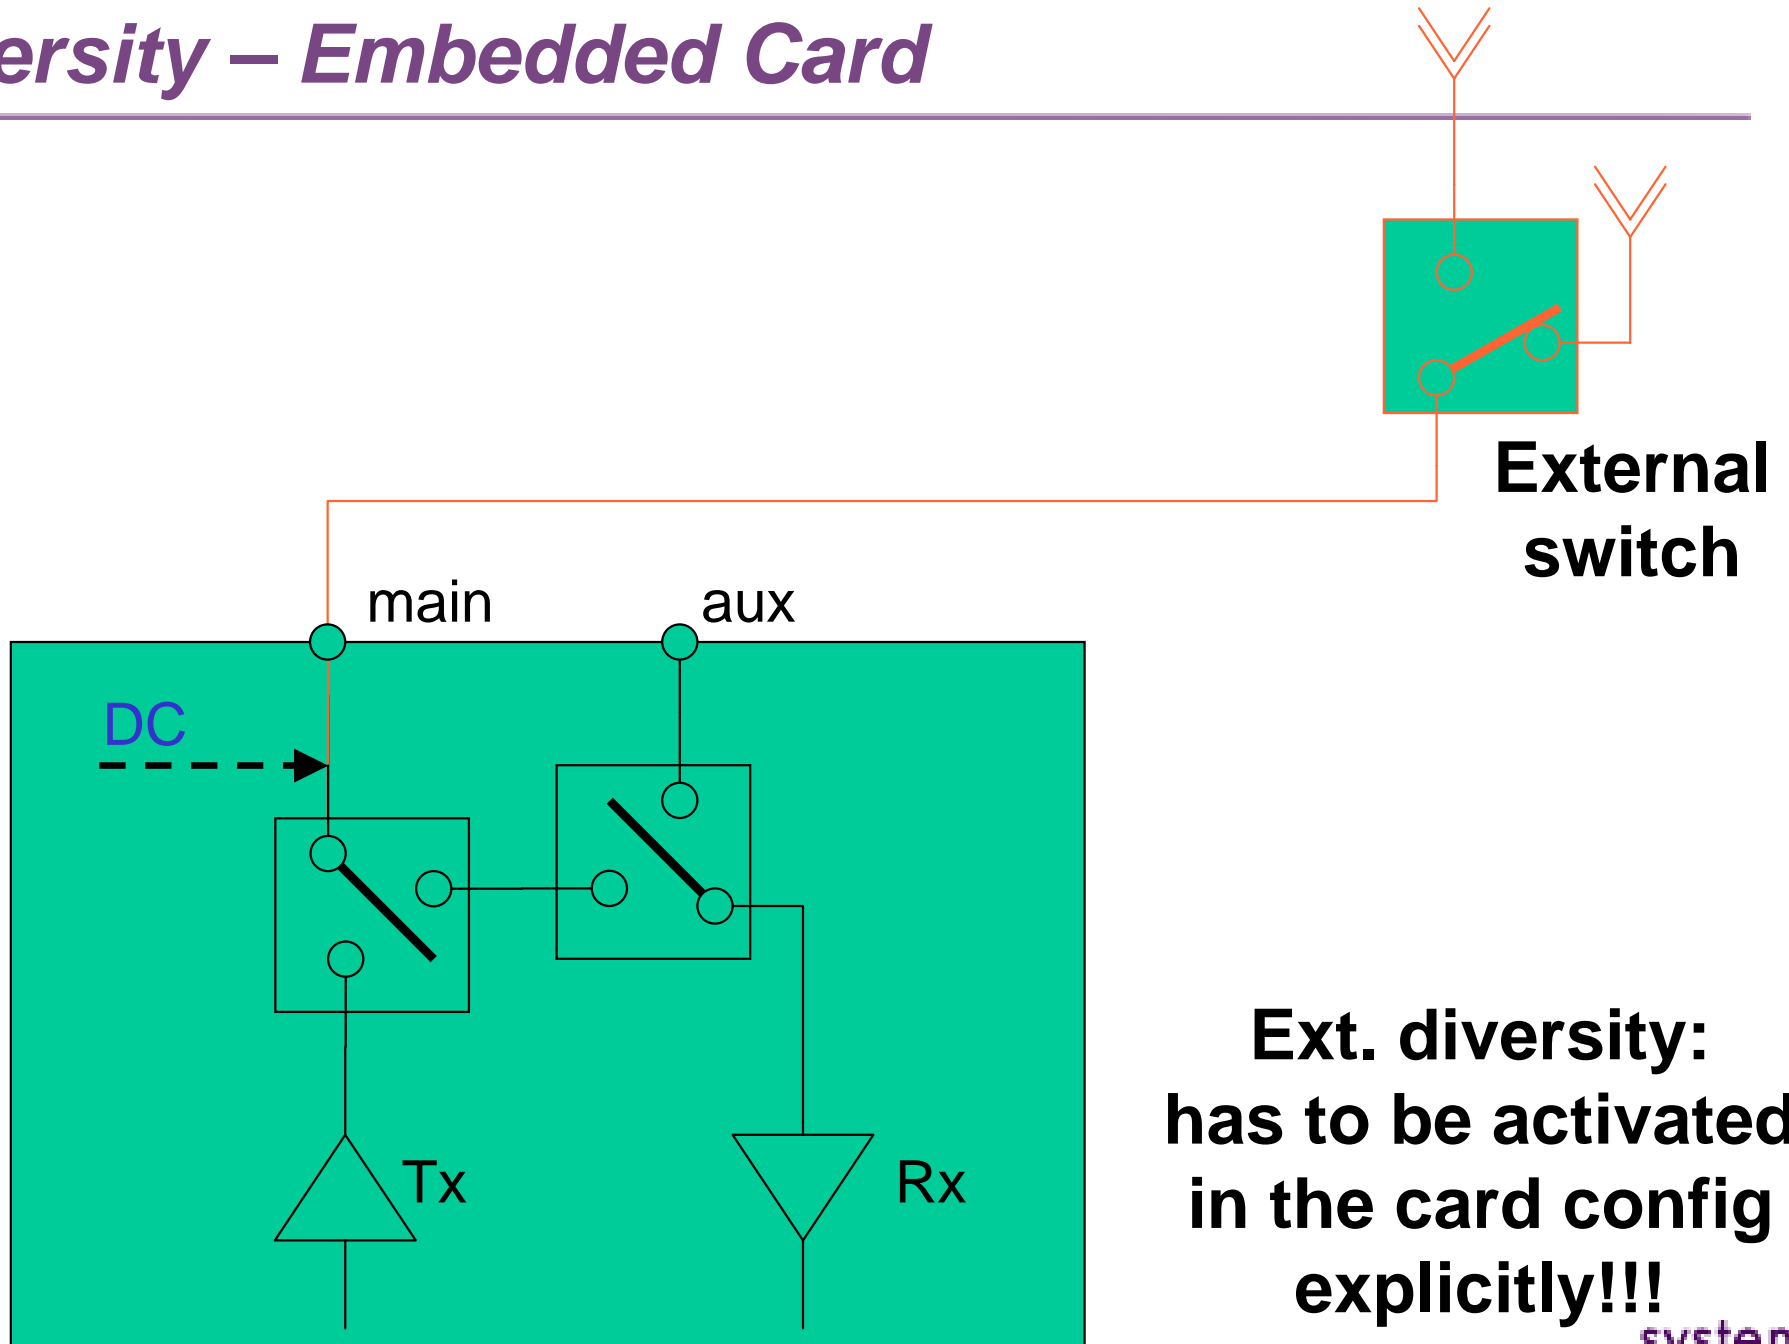 ersity – Embedded Card
External
switch
main
aux
DC
Tx
Rx
Ext. diversity:
has to be activated
in the card config
explicitly!!!
system